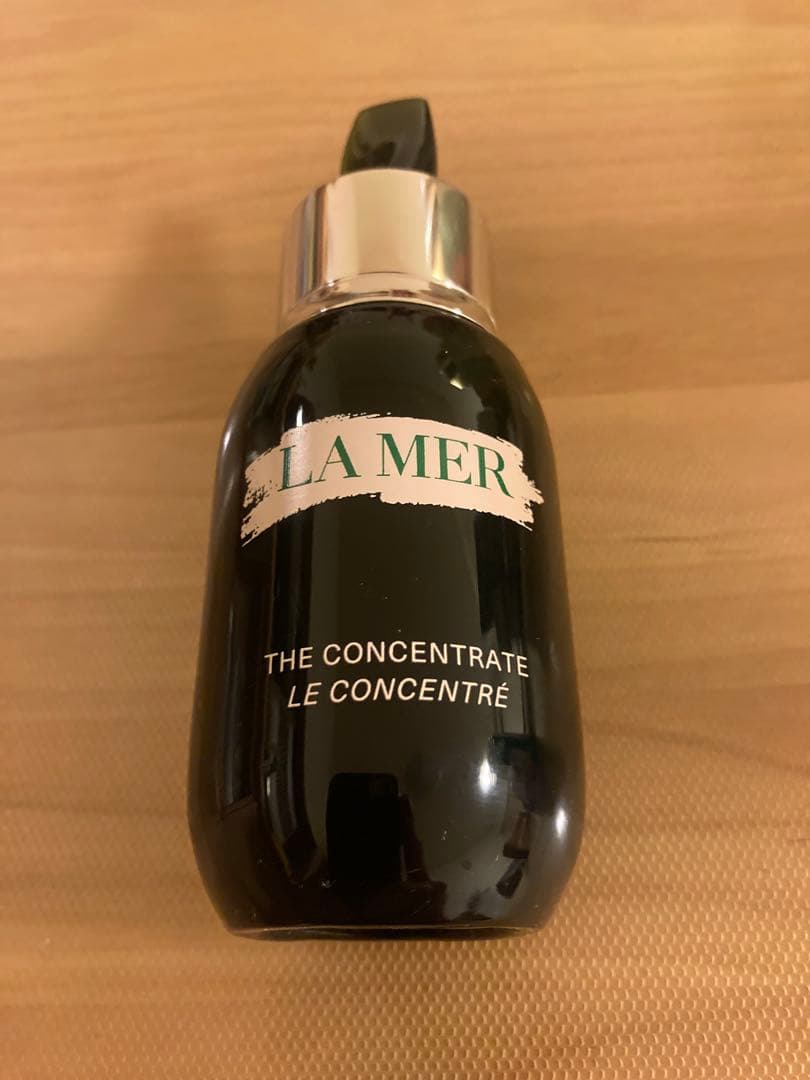 LA MER
THE CONCENTRATE
LE CONCENTRÉ